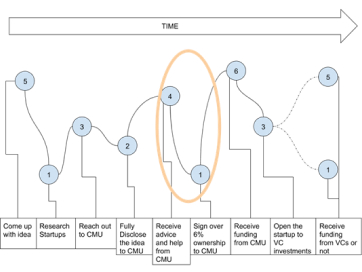 TIME
6
5
5
4
3
3
2
1
1
1
Come up
with idea
Research
Startups
Reach out
to CMU
Fully
Disclose
the idea
to CMU
Receive
advice
and help
from
CMU
Sign over
6%
ownership
to CMU
Receive
funding
from CMU
Open the
startup to
VC
investments
Receive
funding
from VCs or
not